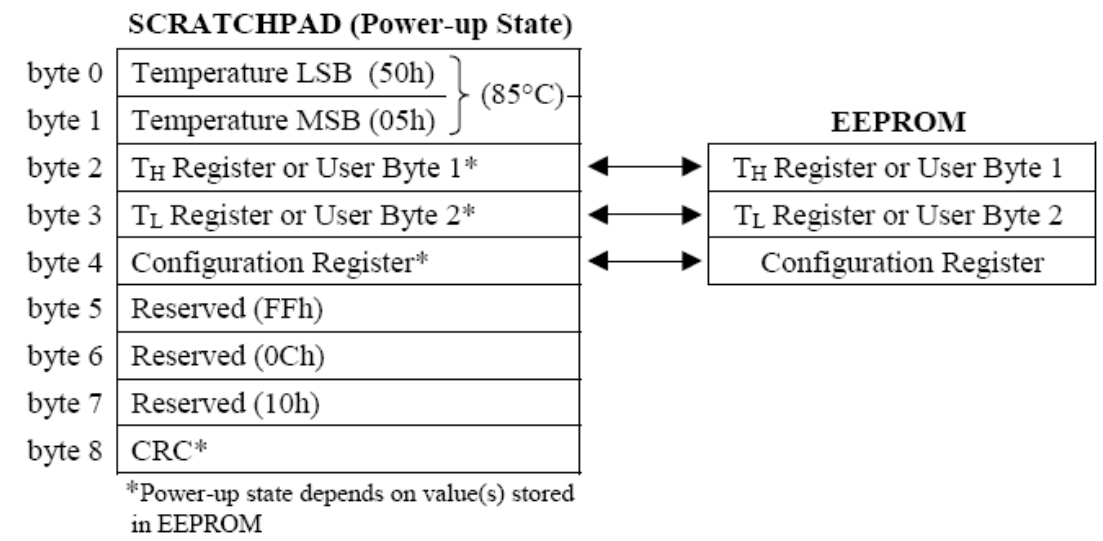 SCRATCHPAD (Power-up State)
byte 0 Temperature LSB (50h)
(85°C)
byte 1 Temperature MSB (05h)
EEPROM
byte 2 TH Register or User Byte 1* TH Register or User Byte 1
byte 3 TL Register or User Byte 2* TL Register or User Byte 2
byte 4 Configuration Register* Configuration Register
byte 5 Reserved (FFh)
byte 6 Reserved (0Ch)
byte 7 Reserved (10h)
byte 8 CRC*
*Power-up state depends on value(s) stored
in EEPROM